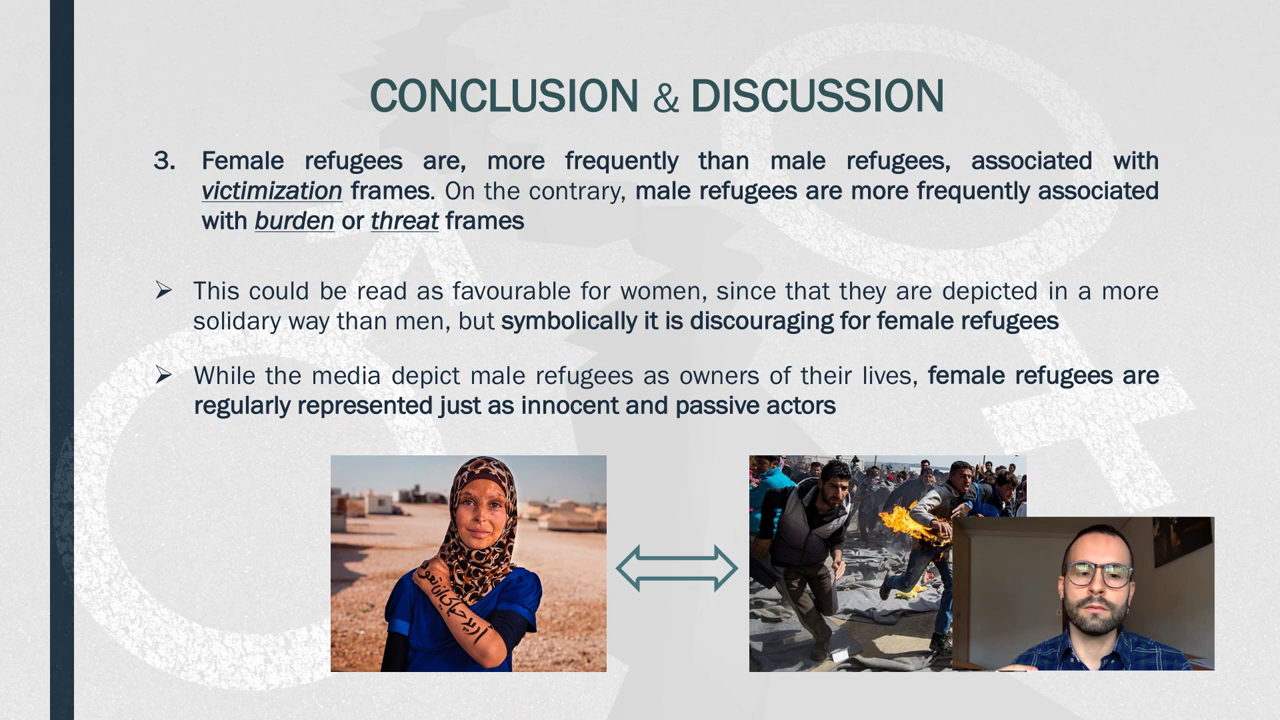 CONCLUSION & DISCUSSION
3. Female refugees are, more frequently than male refugees, associated with
victimization frames. On the contrary, male refugees are more frequently associated
with burden or threat frames
➢ This could be read as favourable for women, since that they are depicted in a more
solidary way than men, but symbolically it is discouraging for female refugees
➢ While the media depict male refugees as owners of their lives, female refugees are
regularly represented just as innocent and passive actors